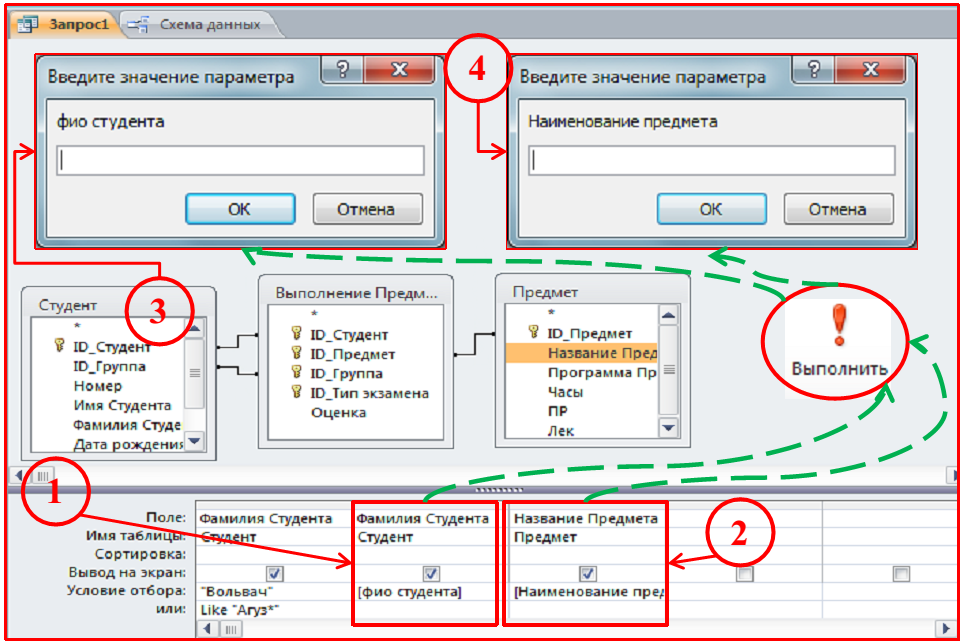 Запрос1
Схема данных
Введите значение параметра
?
x
фио студента
ОК
Отмена
4
Введите значение параметра
?
x
Наименование предмета
ОК
Отмена
3
Студент
*
ID_Студент
ID_Группа
Номер
Имя Студента
Фамилия Студе
Дата рождения
Выполнение Предм...
*
ID_Студент
ID_Предмет
ID_Группа
ID_Тип экзамена
Оценка
Предмет
*
ID_Предмет
Название Пред
Программа Пр
Часы
ПР
Лек
Выполнить
1
2
Поле: Фамилия Студента Фамилия Студента Название Предмета
Имя таблицы: Студент Студент Предмет
Сортировка:
Вывод на экран:
Условие отбора: "Вольвач" [фио студента] [Наименование пред
или: Like "Агуз*"